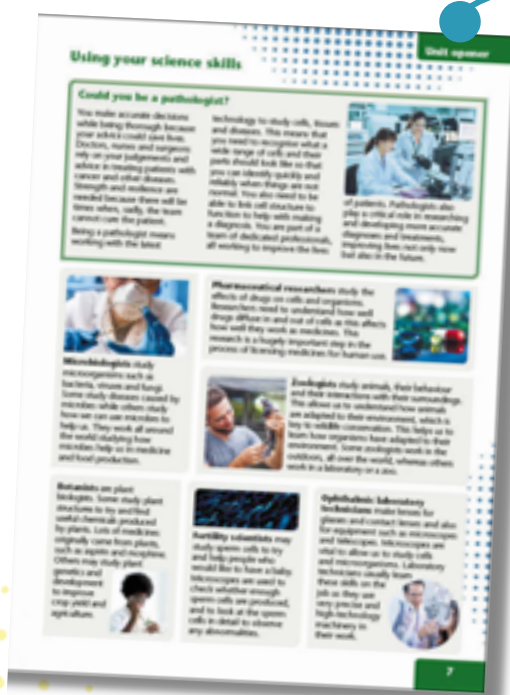 Unit opener
Using your science skills
Could you be a pathologist?
You make accurate decisions
while being thorough because
your advice could save lives.
Doctors, nurses and surgeons
rely on your judgements and
advice in treating patients with
cancer and other diseases.
Strength and resilience are
needed because there will be
times when, sadly, the team
cannot cure the patient.
Being a pathologist means
working with the latest
technology to study cells, tissues
and diseases. This means that
you need to recognise what a
wide range of cells and their
parts should look like so that
you can identify quickly and
reliably when things are not
normal. You also need to be
able to link cell structure to
function to help with making
a diagnosis. You are part of a
team of dedicated professionals,
all working to improve the lives
of patients. Pathologists also
play a critical role in researching
and developing more accurate
diagnoses and treatments,
improving lives not only now
but also in the future.
Microbiologists study
microorganisms such as
bacteria, viruses and fungi.
Some study diseases caused by
microbes while others study
how we can use microbes to
help us. They work all around
the world studying how
microbes help us in medicine
and food production.
Pharmaceutical researchers study the
effects of drugs on cells and organisms.
Researchers need to understand how well
drugs diffuse in and out of cells as this affects
how well they work as medicines. This
research is a hugely important step in the
process of licensing medicines for human use.
Zoologists study animals, their behaviour
and their interactions with their surroundings.
This allows us to understand how animals
are adapted to their environment, which is
key to wildlife conservation. This helps us to
learn how organisms have adapted to their
environment. Some zoologists work in the
outdoors, all over the world, whereas others
work in a laboratory or a zoo.
Botanists are plant
biologists. Some study plant
structures to try and find
useful chemicals produced
by plants. Lots of medicines
originally came from plants,
such as aspirin and morphine.
Others may study plant
genetics and
development
to improve
crop yield and
agriculture.
Fertility scientists may
study sperm cells to try
and help people who
would like to have a baby.
Microscopes are used to
check whether enough
sperm cells are produced,
and to look at the sperm
cells in detail to observe
any abnormalities.
Ophthalmic laboratory
technicians make lenses for
glasses and contact lenses and also
for equipment such as microscopes
and telescopes. Microscopes are
vital to allow us to study cells
and microorganisms. Laboratory
technicians usually learn
these skills on the
job as they use
very precise and
high-technology
machinery in
their work.
7